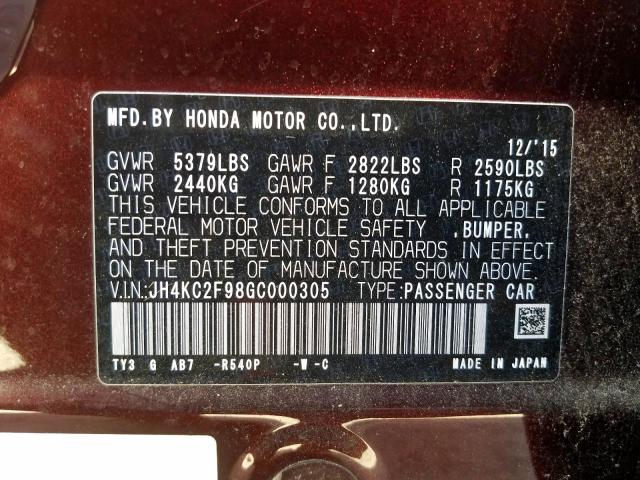 MFD.BY HONDA MOTOR CO.,LTD.
12/'15
GVWR 5379LBS GAWR F 2822LBS R 2590LBS
GVWR 2440KG GAWR F 1280KG R 1175KG
THIS VEHICLE CONFORMS TO ALL APPLICABLE
FEDERAL MOTOR VEHICLE SAFETY ,BUMPER,
AND THEFT PREVENTION STANDARDS IN EFFECT
ON THE DATE OF MANUFACTURE SHOWN ABOVE.
V.I.N.:JH4KC2F98GC000305 TYPE:PASSENGER CAR
TY3 G AB7 -R540P -W -C MADE IN JAPAN